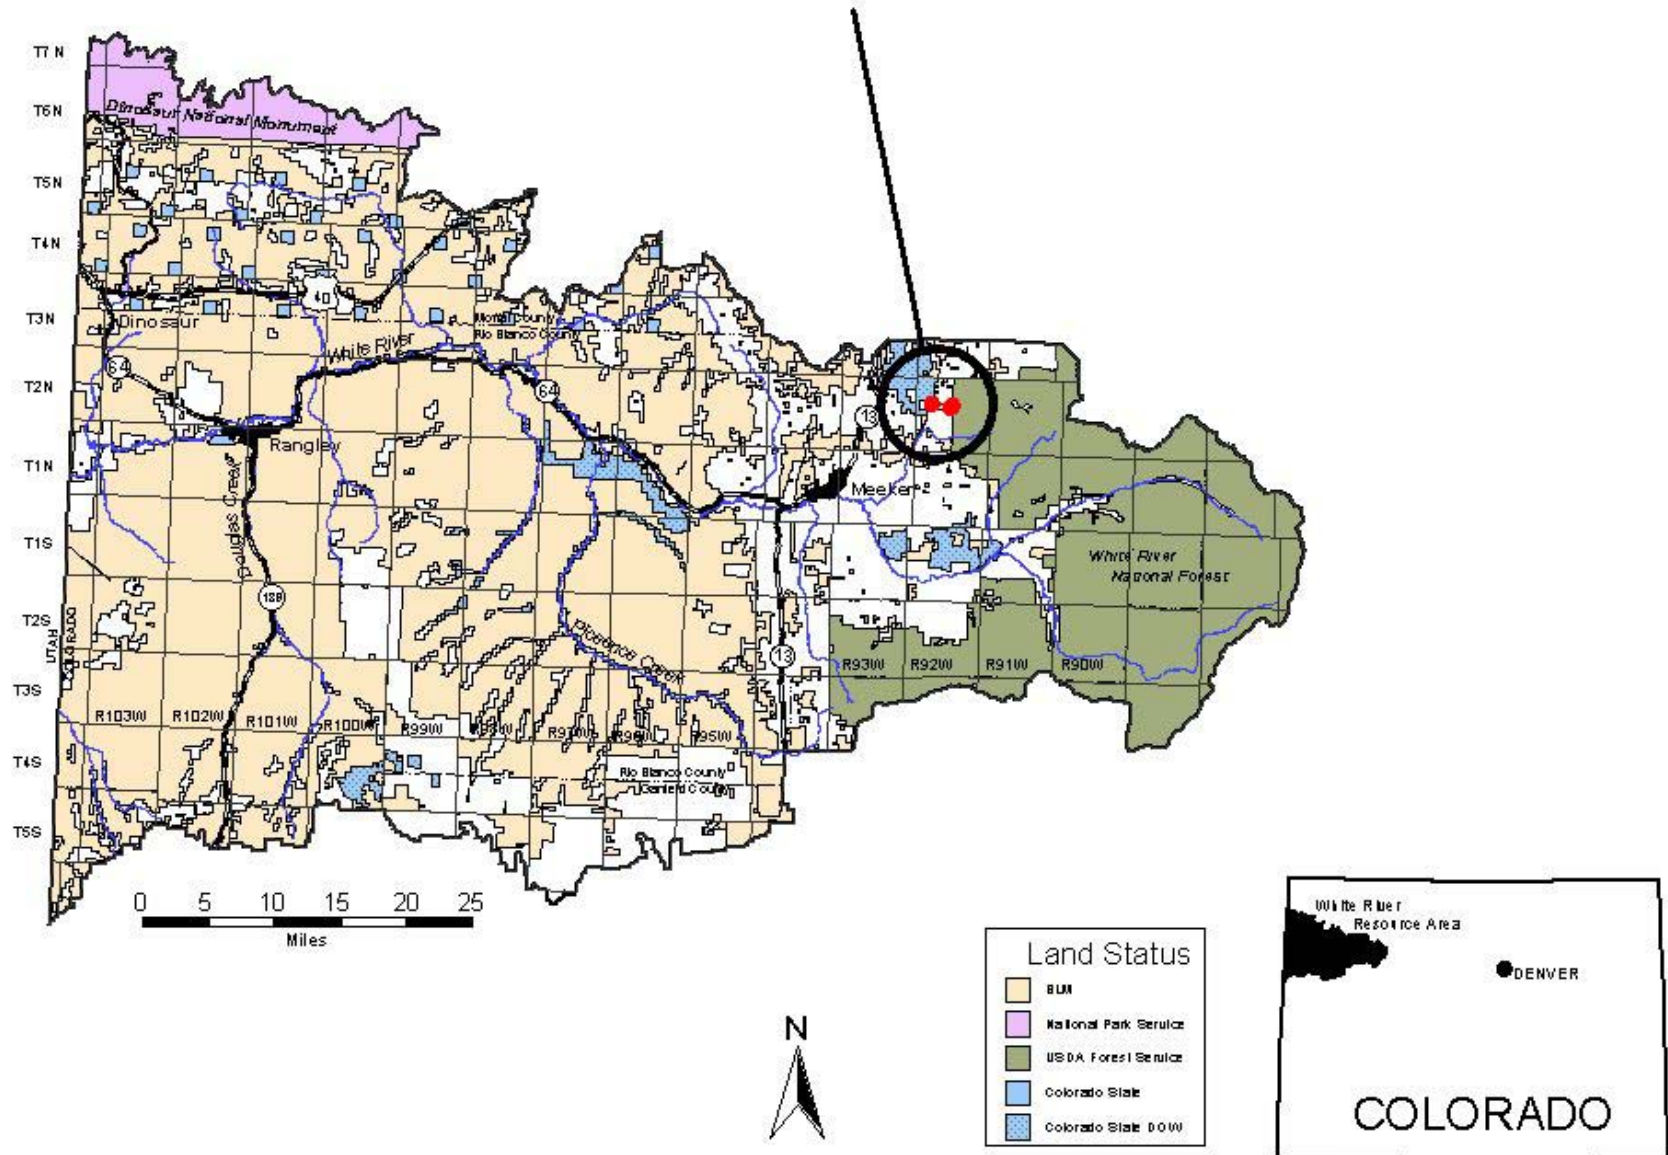 T7 N
T6N
Dinosaur National Monument
T5N
T4N
40
T3N
Dinosaur
Moffat County
Rio Blanco County
White River
64
T2N
64
13
Rangley
T1N
Meeker
Douglas Creek
T1S
White River
National Forest
139
T2S
UTAH
COLORADO
Piceance Creek
13
R93W
R92W
R91W
R90W
T3S
R103W
R102W
R101W
R100W
R99W
R98W
R97W
R96W
R95W
T4S
Rio Blanco County
Garfield County
T5S
0 5 10 15 20 25
Miles
N
Land Status
BLM
National Park Service
USDA Forest Service
Colorado State
Colorado State DOW
White River
Resource Area
DENVER
COLORADO